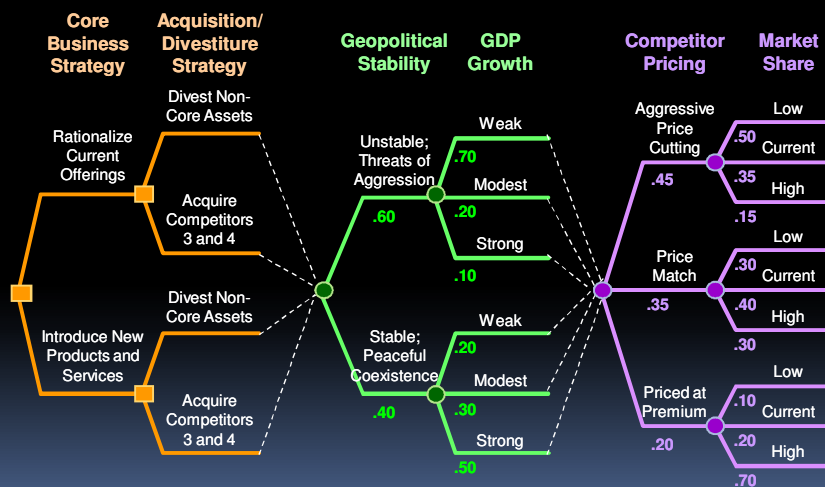 Core
Business
Strategy
Acquisition/
Divestiture
Strategy
Geopolitical
Stability
GDP
Growth
Competitor
Pricing
Market
Share
Rationalize
Current
Offerings
Divest Non-
Core Assets
Acquire
Competitors
3 and 4
Introduce New
Products and
Services
Divest Non-
Core Assets
Acquire
Competitors
3 and 4
Unstable;
Threats of
Aggression
.60
Weak
.70
Modest
.20
Strong
.10
Stable;
Peaceful
Coexistence
.40
Weak
.20
Modest
.30
Strong
.50
Aggressive
Price
Cutting
.45
Low
.50
Current
.35
High
.15
Price
Match
.35
Low
.30
Current
.40
High
.30
Priced at
Premium
.20
Low
.10
Current
.20
High
.70